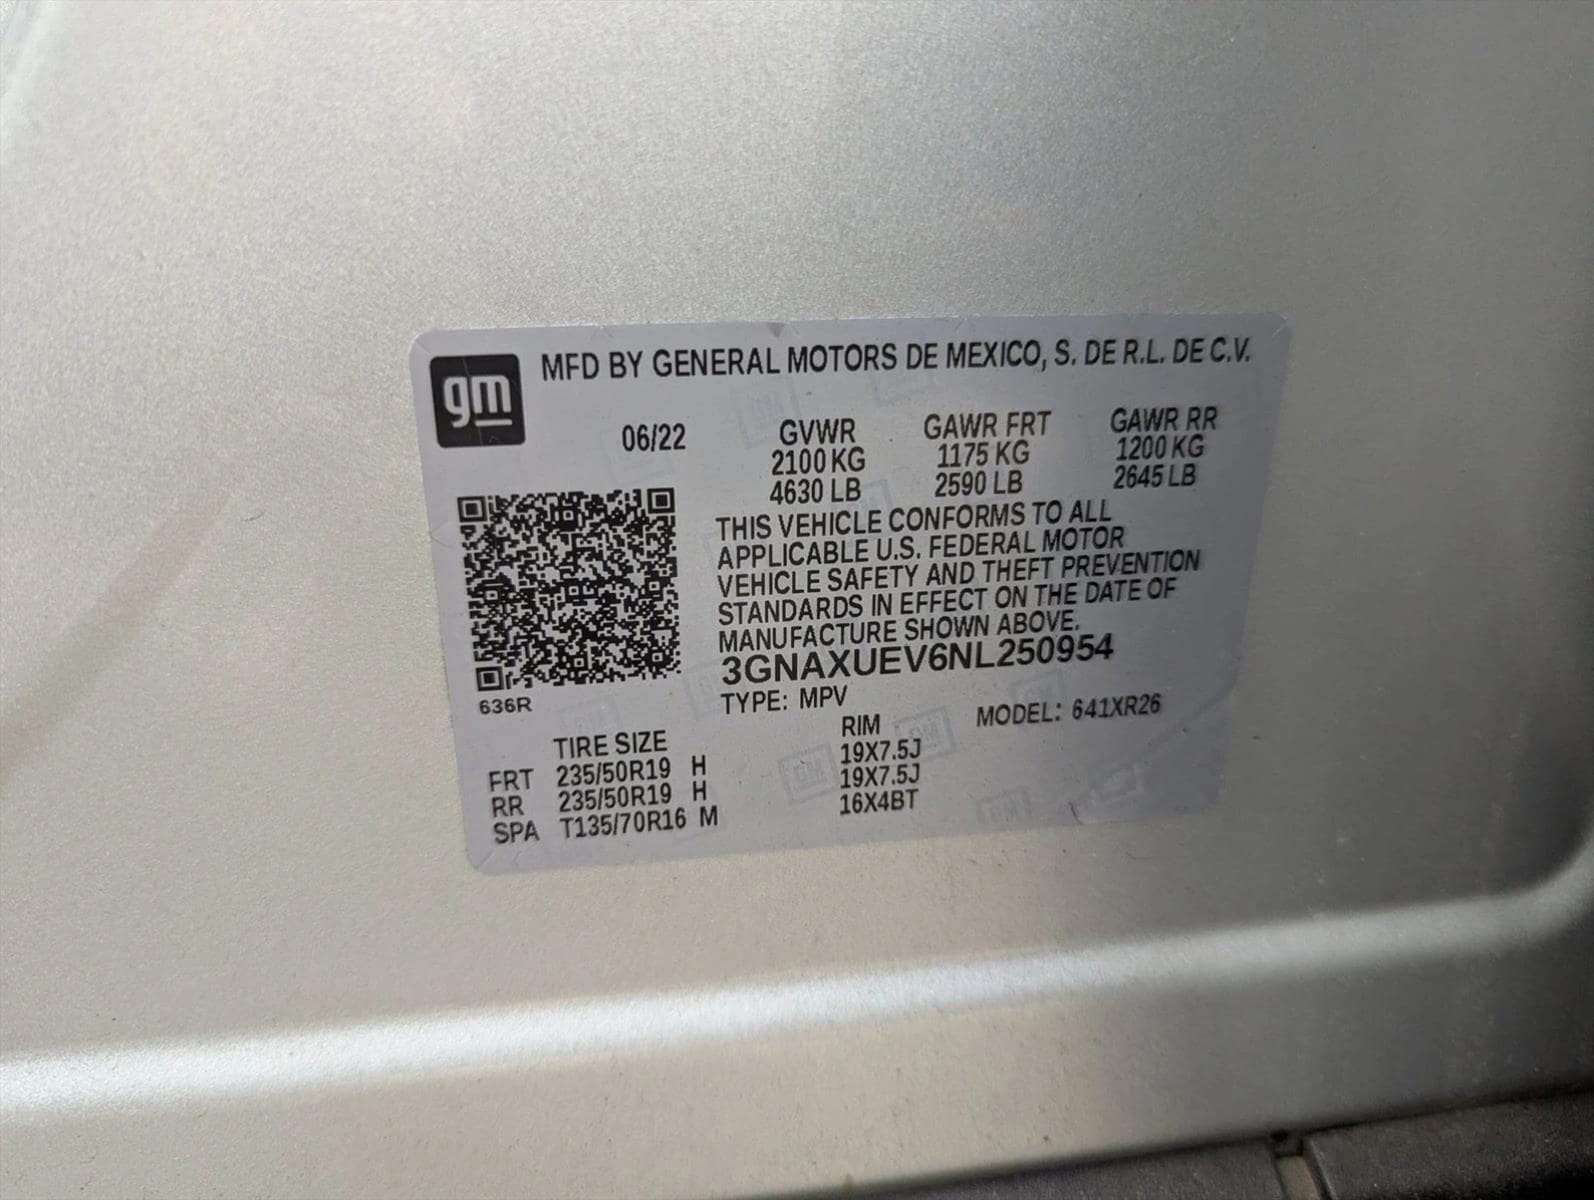 gm
MFD BY GENERAL MOTORS DE MEXICO, S. DE R.L. DE C.V.
06/22 GVWR GAWR FRT GAWR RR
2100 KG 1175 KG 1200 KG
4630 LB 2590 LB 2645 LB
THIS VEHICLE CONFORMS TO ALL
APPLICABLE U.S. FEDERAL MOTOR
VEHICLE SAFETY AND THEFT PREVENTION
STANDARDS IN EFFECT ON THE DATE OF
MANUFACTURE SHOWN ABOVE.
3GNAXUEV6NL250954
636R
TYPE: MPV MODEL: 641XR26
TIRE SIZE RIM
FRT 235/50R19 H 19X7.5J
RR 235/50R19 H 19X7.5J
SPA T135/70R16 M 16X4BT